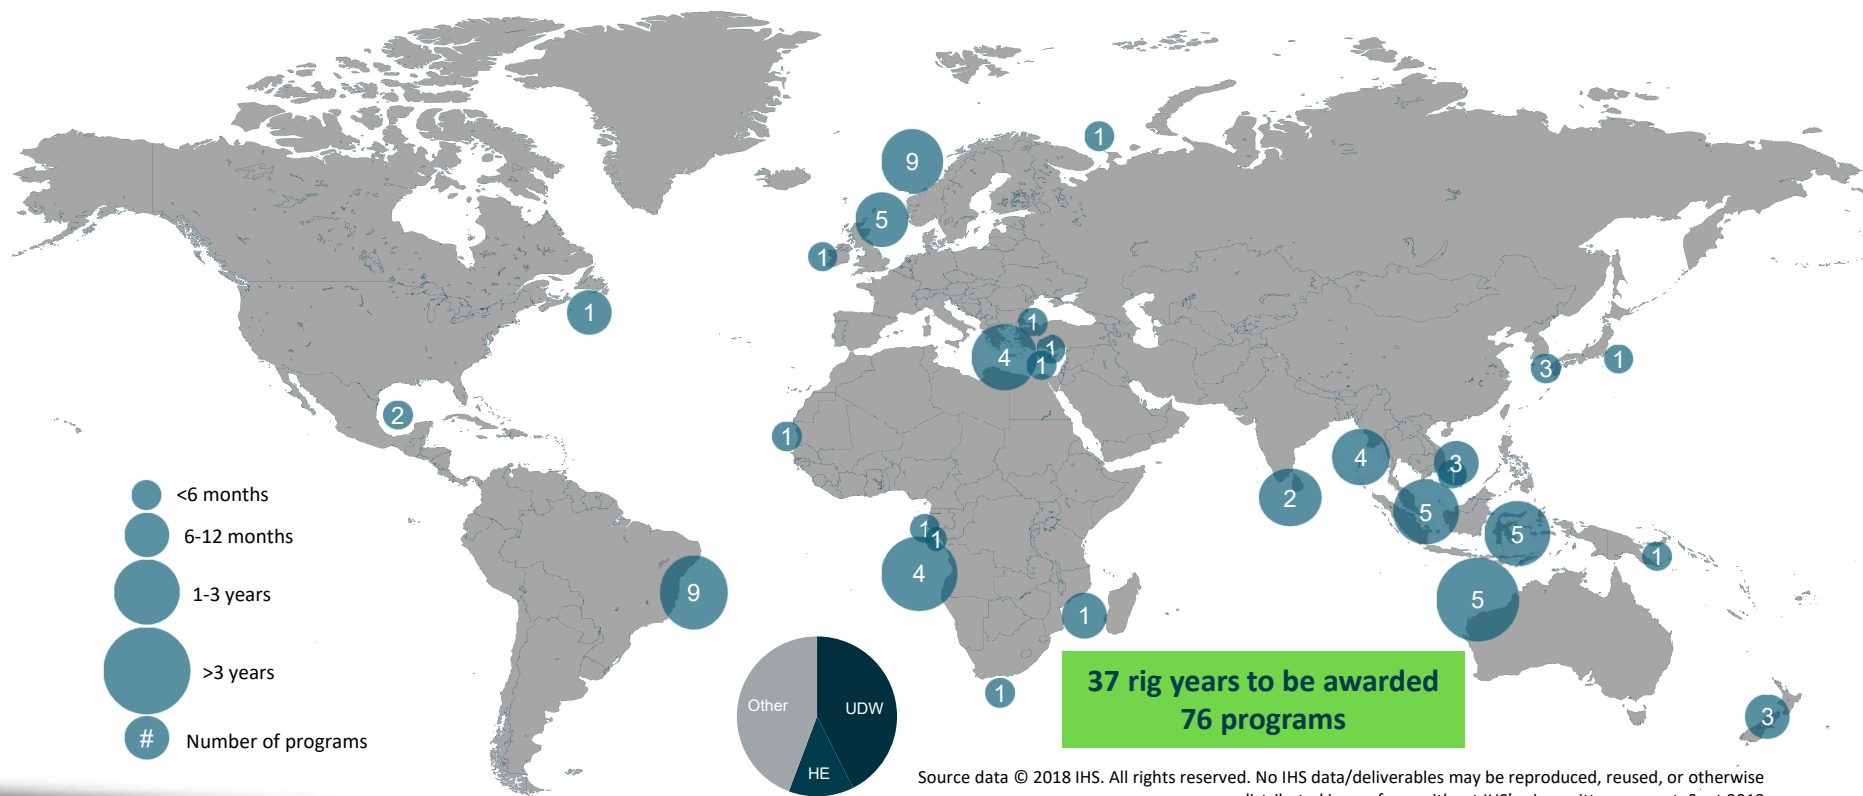 1
9
5
1
1
1
4
1
1
3
1
2
1
4
3
2
5
5
1
1
1
4
9
1
5
1
3
<6 months
6-12 months
1-3 years
>3 years
# Number of programs
Other
UDW
HE
37 rig years to be awarded
76 programs
Source data © 2018 IHS. All rights reserved. No IHS data/deliverables may be reproduced, reused, or otherwise